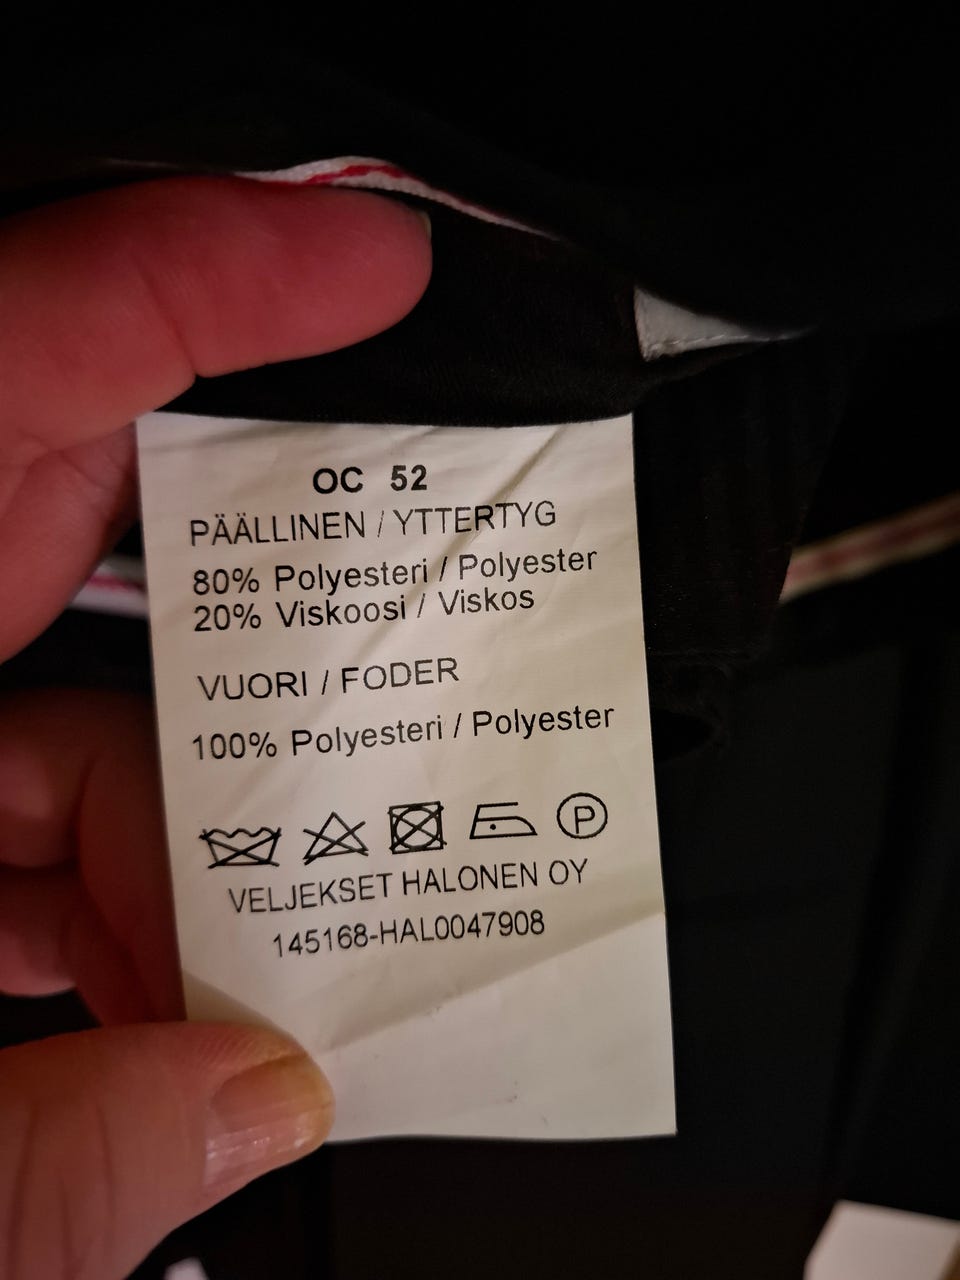 OC 52
PÄÄLLINEN / YTTERTYG
80% Polyesteri / Polyester
20% Viskoosi / Viskos
VUORI / FODER
100% Polyesteri / Polyester
P
VELJEKSET HALONEN OY
145168-HAL0047908